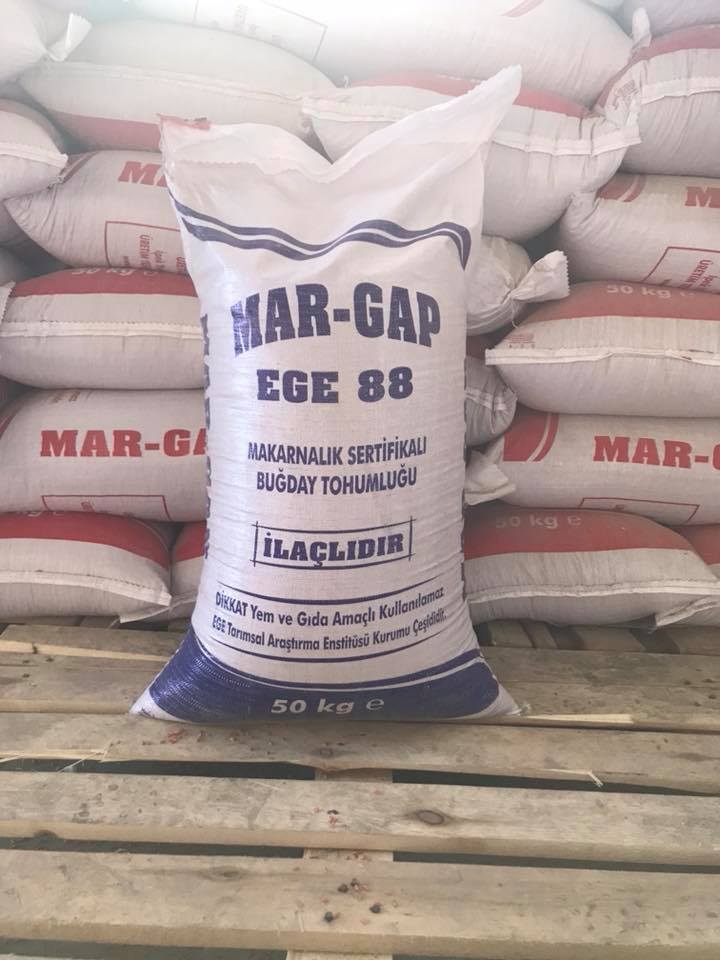 MAR-GAP
EGE 88
MAKARNALIK SERTİFİKALI
BUĞDAY TOHUMLUĞU
İLAÇLIDIR
DİKKAT Yem ve Gıda Amaçlı Kullanılamaz
EGE Tarımsal Araştırma Enstitüsü Kurumu Çeşididir.
50 kg e
50 kg e
MAR-GA
50 kg e
MAR-G
50 kg e